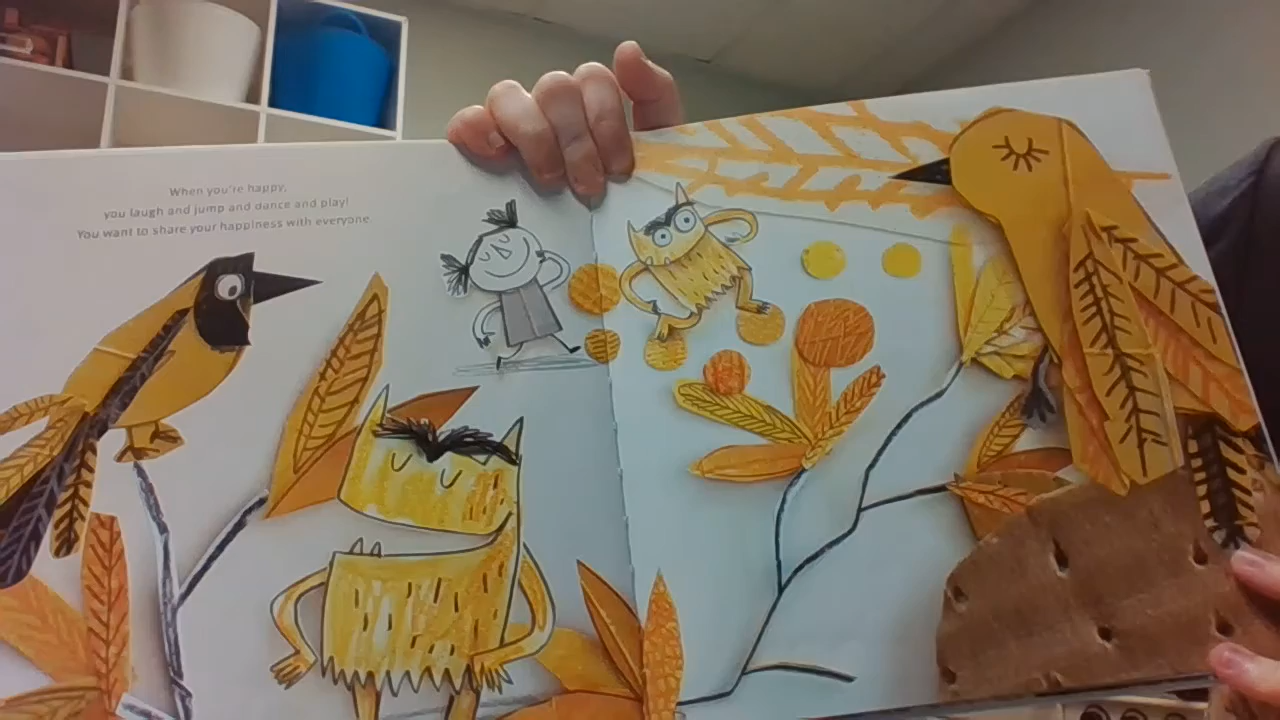 When you're happy,
you laugh and jump and dance and play!
You want to share your happiness with everyone.